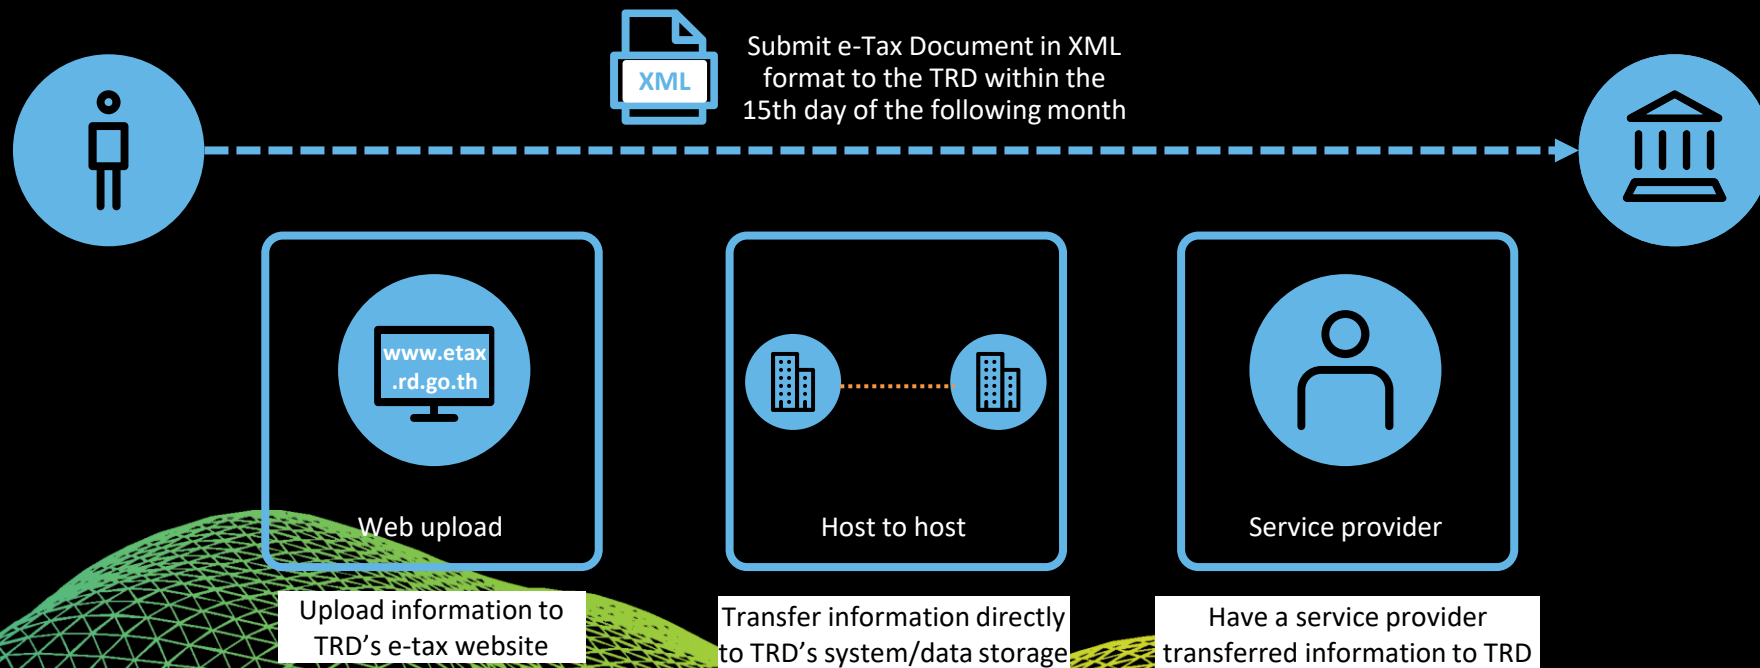 XML
Submit e-Tax Document in XML
format to the TRD within the
15th day of the following month
www.etax
.rd.go.th
Web upload
Host to host
Service provider
Upload information to
TRD's e-tax website
Transfer information directly
to TRD's system/data storage
Have a service provider
transferred information to TRD